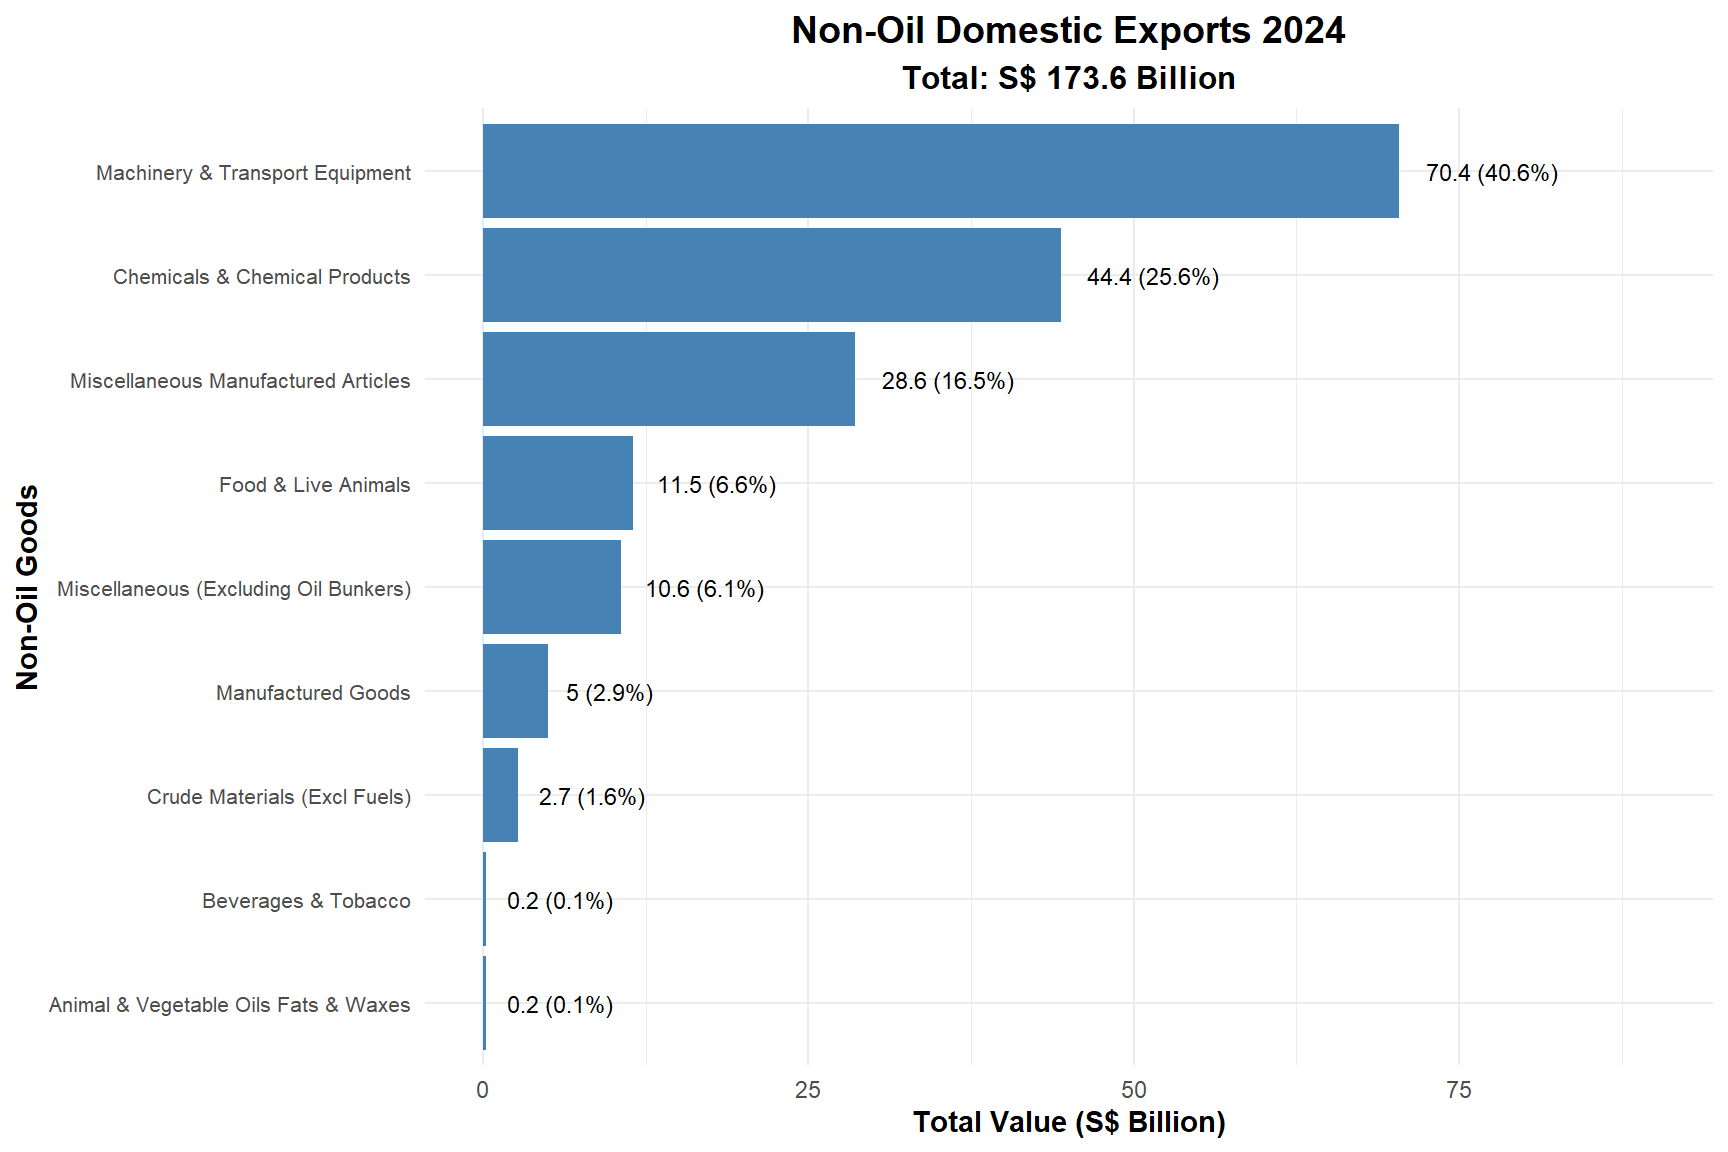 Non-Oil Domestic Exports 2024
Total: S$ 173.6 Billion
Non-Oil Goods
Machinery & Transport Equipment
70.4 (40.6%)
Chemicals & Chemical Products
44.4 (25.6%)
Miscellaneous Manufactured Articles
28.6 (16.5%)
Food & Live Animals
11.5 (6.6%)
Miscellaneous (Excluding Oil Bunkers)
10.6 (6.1%)
Manufactured Goods
5 (2.9%)
Crude Materials (Excl Fuels)
2.7 (1.6%)
Beverages & Tobacco
0.2 (0.1%)
Animal & Vegetable Oils Fats & Waxes
0.2 (0.1%)
0 25 50 75
Total Value (S$ Billion)